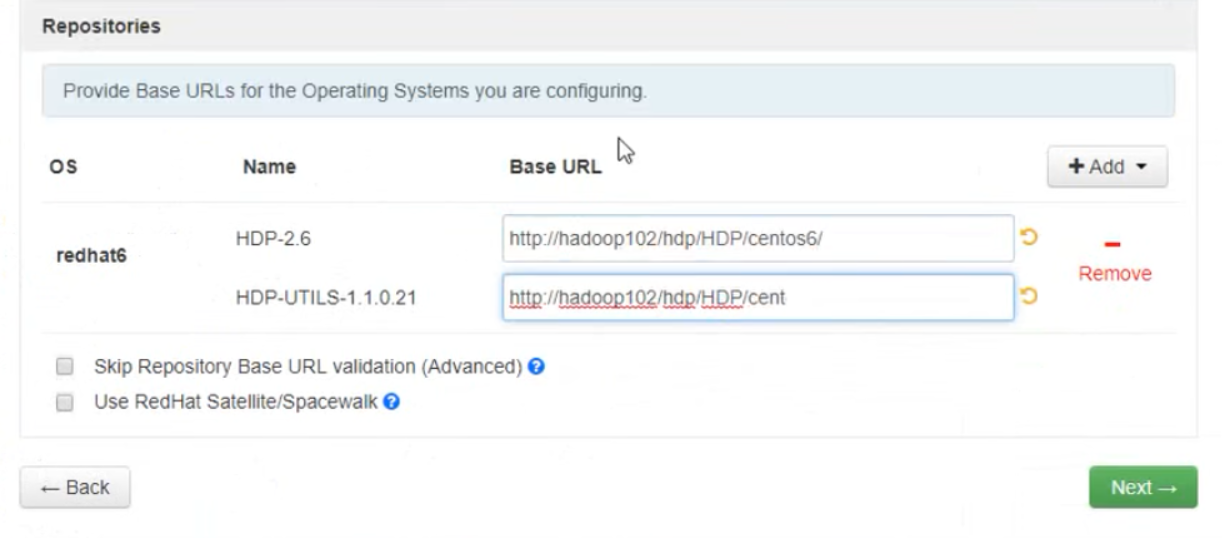 Repositories
Provide Base URLs for the Operating Systems you are configuring.
OS Name Base URL + Add
redhat6
HDP-2.6 http://hadoop102/hdp/HDP/centos6/
HDP-UTILS-1.1.0.21 http://hadoop102/hdp/HDP/cent
Remove
Skip Repository Base URL validation (Advanced) ?
Use RedHat Satellite/Spacewalk ?
← Back Next →